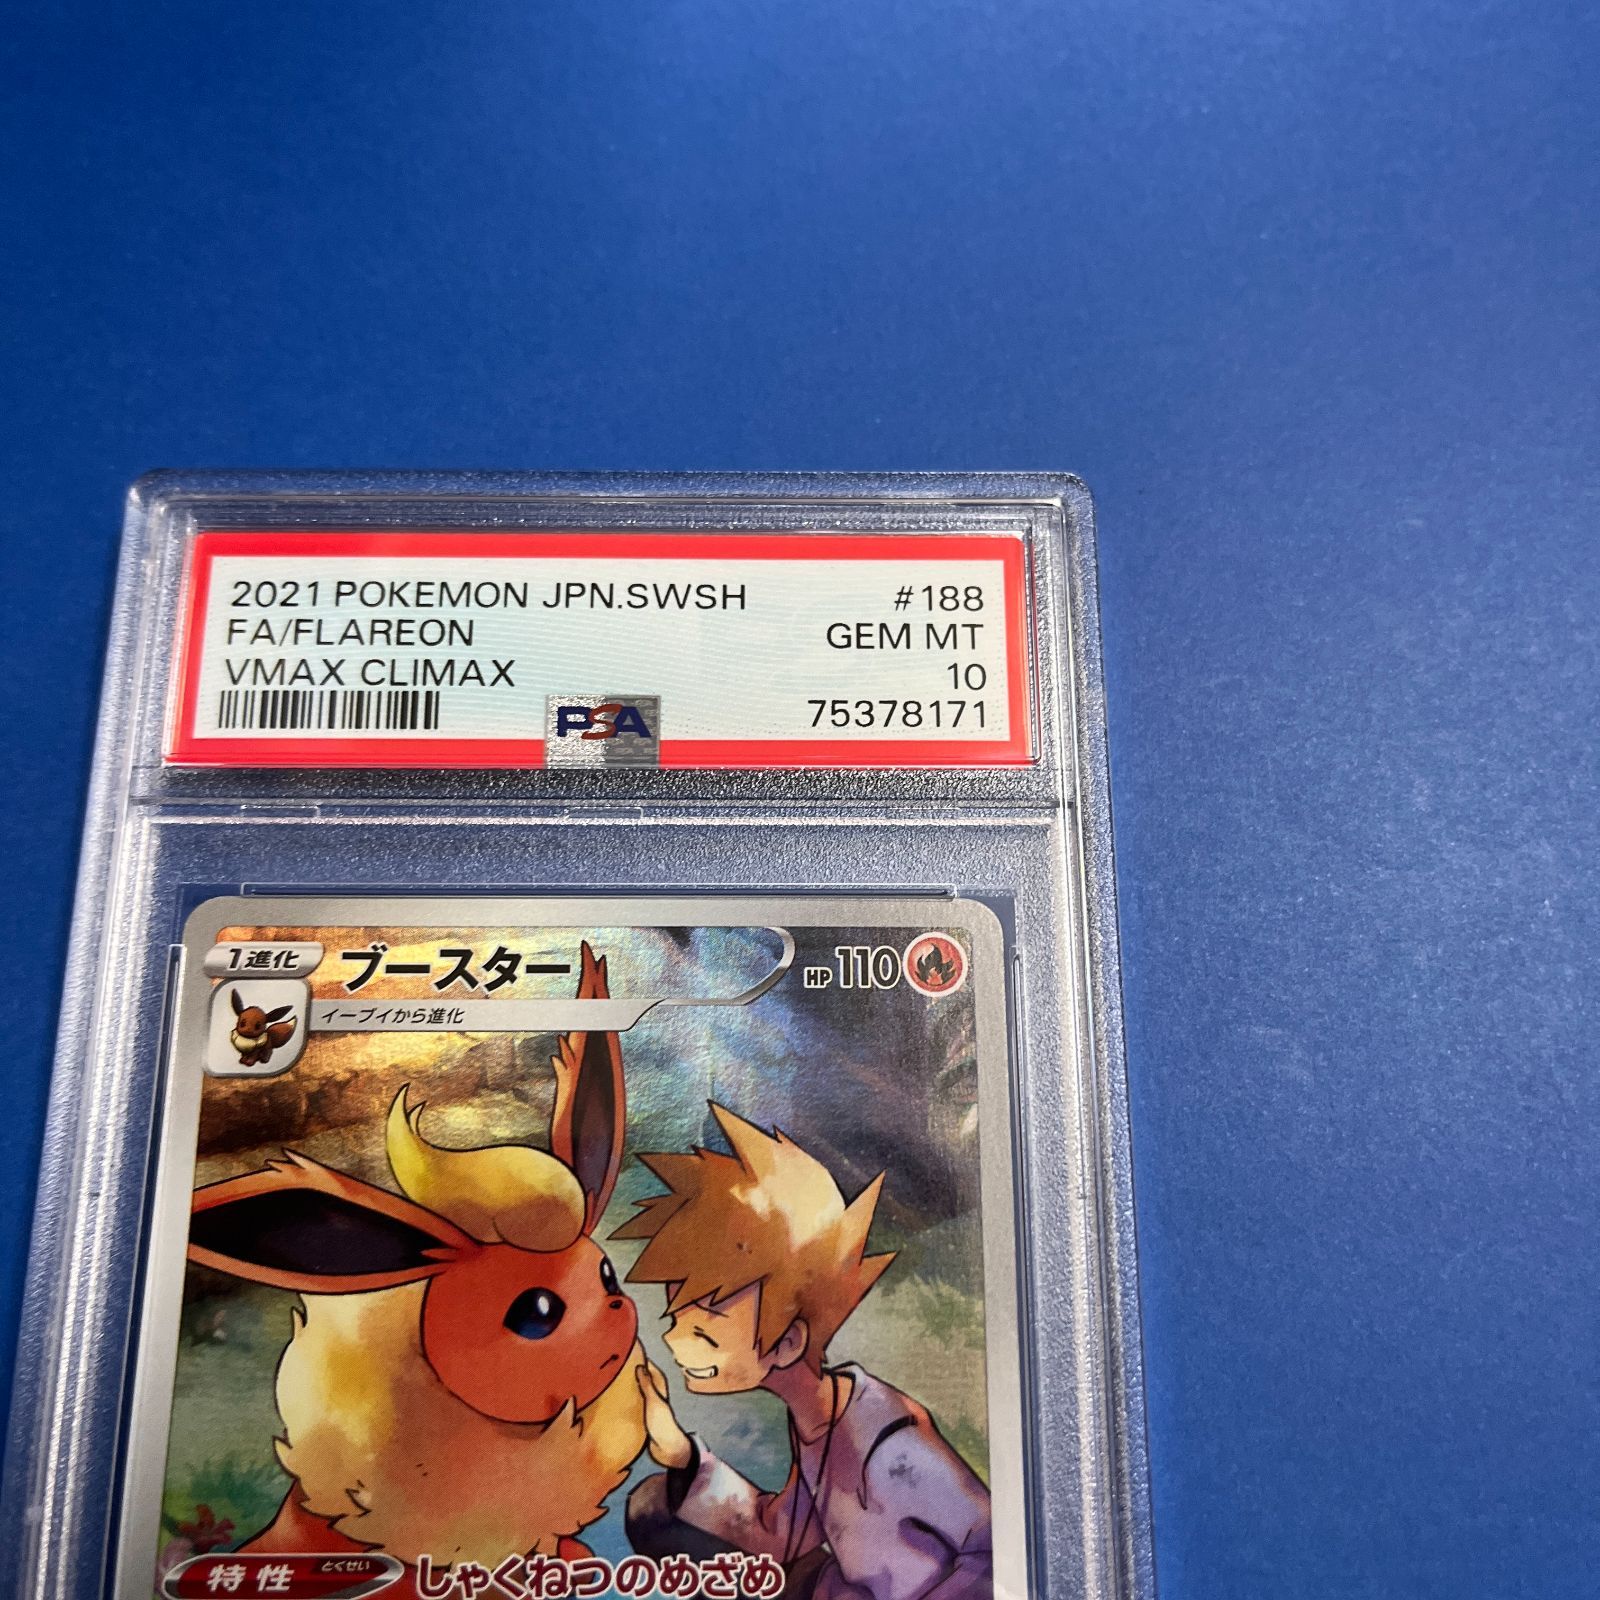 2021 POKEMON JPN.SWSH #188
FA/FLAREON GEM MT
VMAX CLIMAX 10
PSA 75378171
1進化 ブースター HP 110
イーブイから進化
特性 とくせい しゃくねつのめざめ